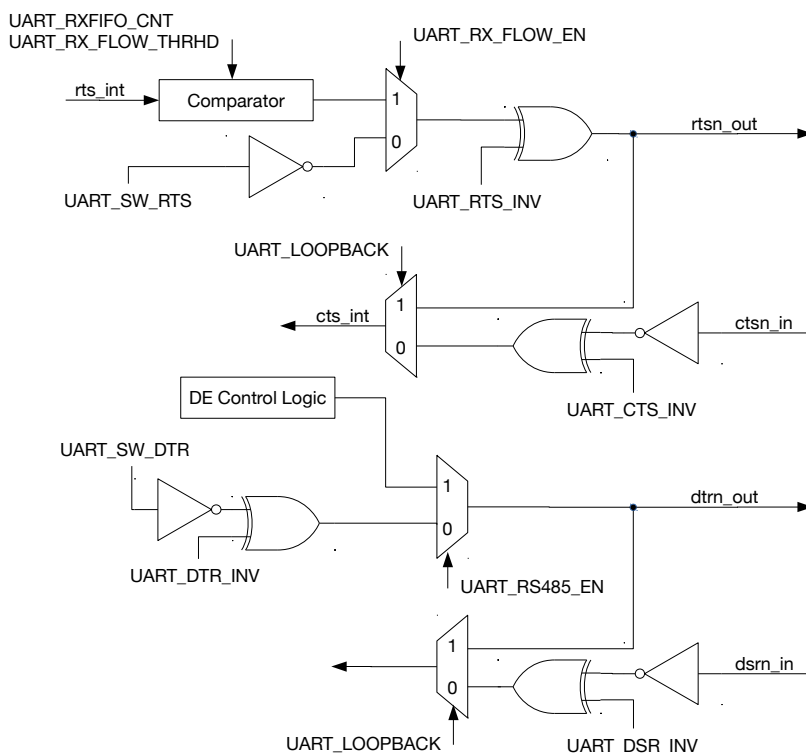 UART_RXFIFO_CNT
UART_RX_FLOW_THRHD
UART_RX_FLOW_EN
rts_int
Comparator
1
0
rtsn_out
UART_SW_RTS
UART_RTS_INV
UART_LOOPBACK
cts_int
1
0
ctsn_in
UART_CTS_INV
DE Control Logic
UART_SW_DTR
1
0
dtrn_out
UART_DTR_INV
UART_RS485_EN
1
0
dsrn_in
UART_LOOPBACK
UART_DSR_INV